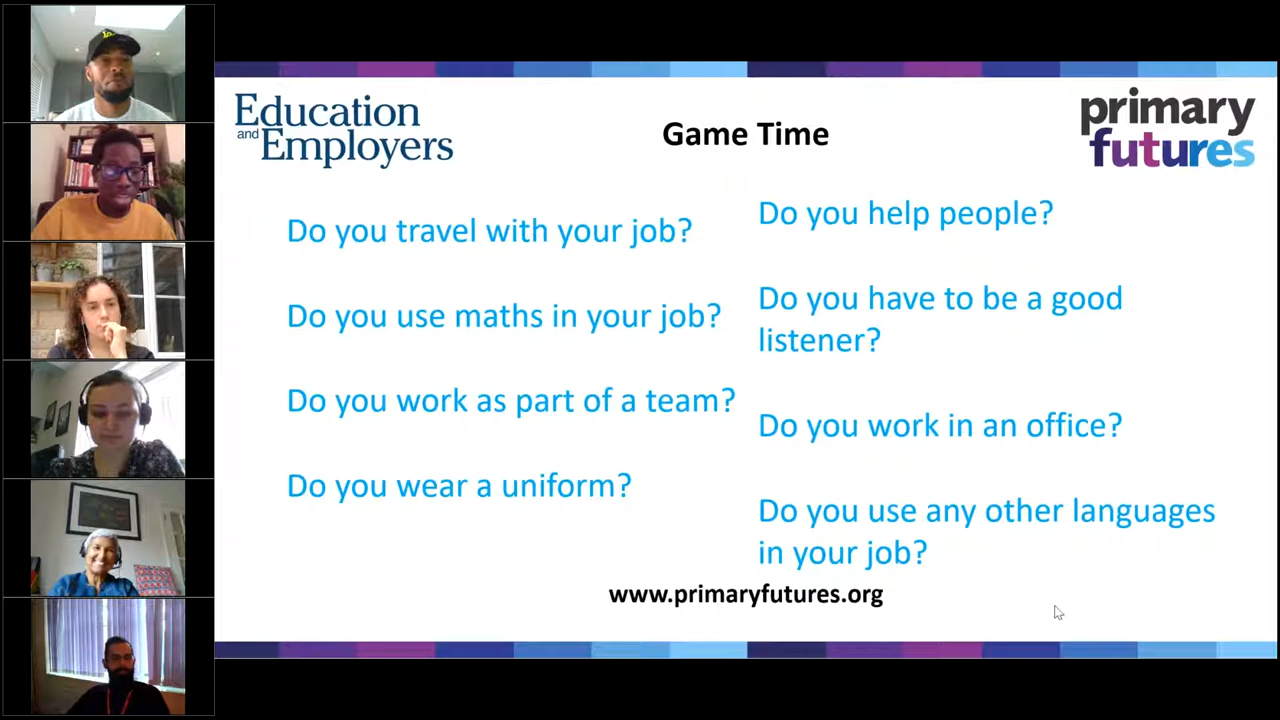 Education
and Employers
Game Time
primary
futures
Do you travel with your job?
Do you use maths in your job?
Do you work as part of a team?
Do you wear a uniform?
Do you help people?
Do you have to be a good
listener?
Do you work in an office?
Do you use any other languages
in your job?
www.primaryfutures.org